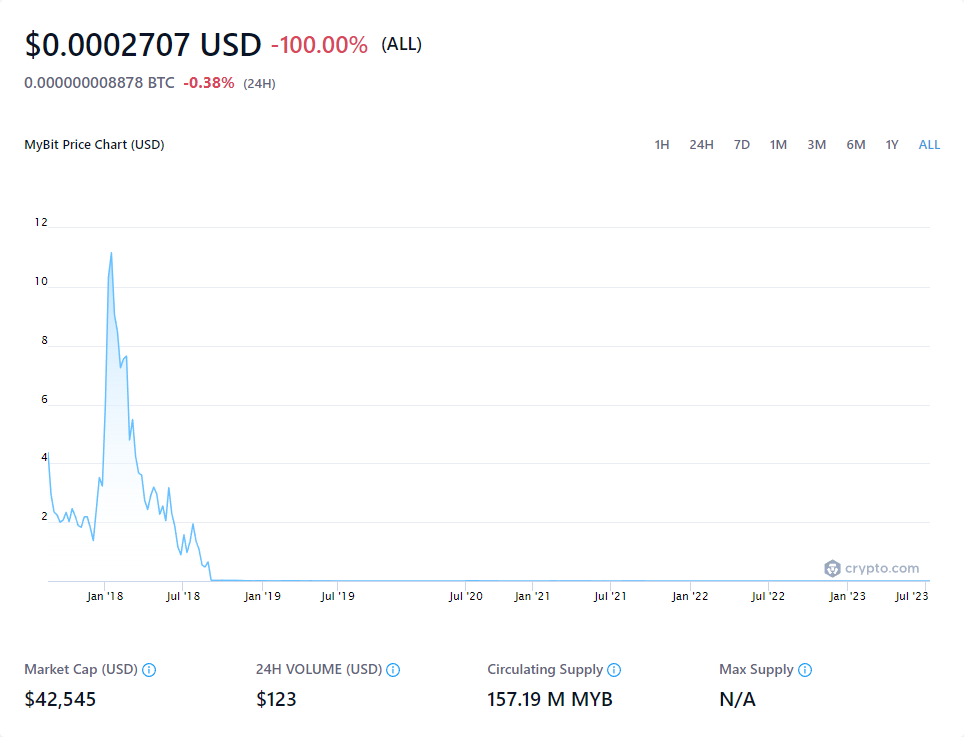 $0.0002707 USD -100.00% (ALL)
0.000000008878 BTC -0.38% (24H)
MyBit Price Chart (USD) 1H 24H 7D 1M 3M 6M 1Y ALL
12
10
8
6
4
2
crypto.com
Jan '18 Jul '18 Jan '19 Jul '19 Jul '20 Jan '21 Jul '21 Jan '22 Jul '22 Jan '23 Jul '23
Market Cap (USD) 24H VOLUME (USD) Circulating Supply Max Supply
$42,545 $123 157.19 M MYB N/A